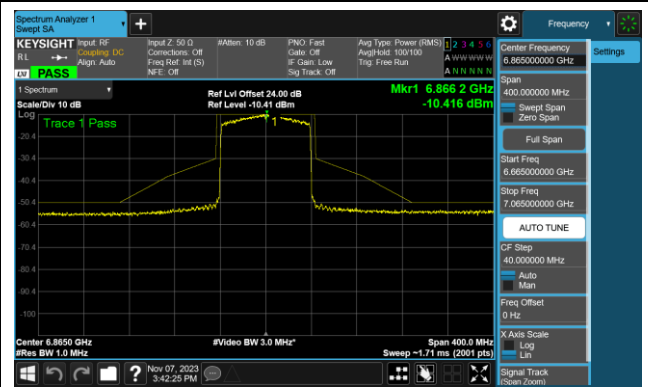 Spectrum Analyzer 1
Swept SA
Frequency
KEYSIGHT
RL
LXI PASS
Input: RF
Coupling: DC
Align: Auto
Input Z: 50 Ω
Corrections: Off
Freq Ref: Int (S)
NFE: Off
#Atten: 10 dB
PNO: Fast
Gate: Off
IF Gain: Low
Sig Track: Off
Avg Type: Power (RMS)
Avg|Hold: 100/100
Trig: Free Run
1 2 3 4 5 6
A W W W W W
A N N N N N
Center Frequency
6.865000000 GHz
Settings
Span
400.000000 MHz
Swept Span
Zero Span
Full Span
Start Freq
6.665000000 GHz
Stop Freq
7.065000000 GHz
AUTO TUNE
CF Step
40.000000 MHz
Auto
Man
Freq Offset
0 Hz
X Axis Scale
Log
Lin
Signal Track
(Span Zoom)
1 Spectrum
Scale/Div 10 dB
Log
Ref Lvl Offset 24.00 dB
Ref Level -10.41 dBm
Mkr1 6.866 2 GHz
-10.416 dBm
Trace 1 Pass
1
-20.4
-30.4
-40.4
-50.4
-60.4
-70.4
-80.4
-90.4
-100
Center 6.8650 GHz
#Res BW 1.0 MHz
#Video BW 3.0 MHz*
Span 400.0 MHz
Sweep ~1.71 ms (2001 pts)
?
Nov 07, 2023
3:42:25 PM